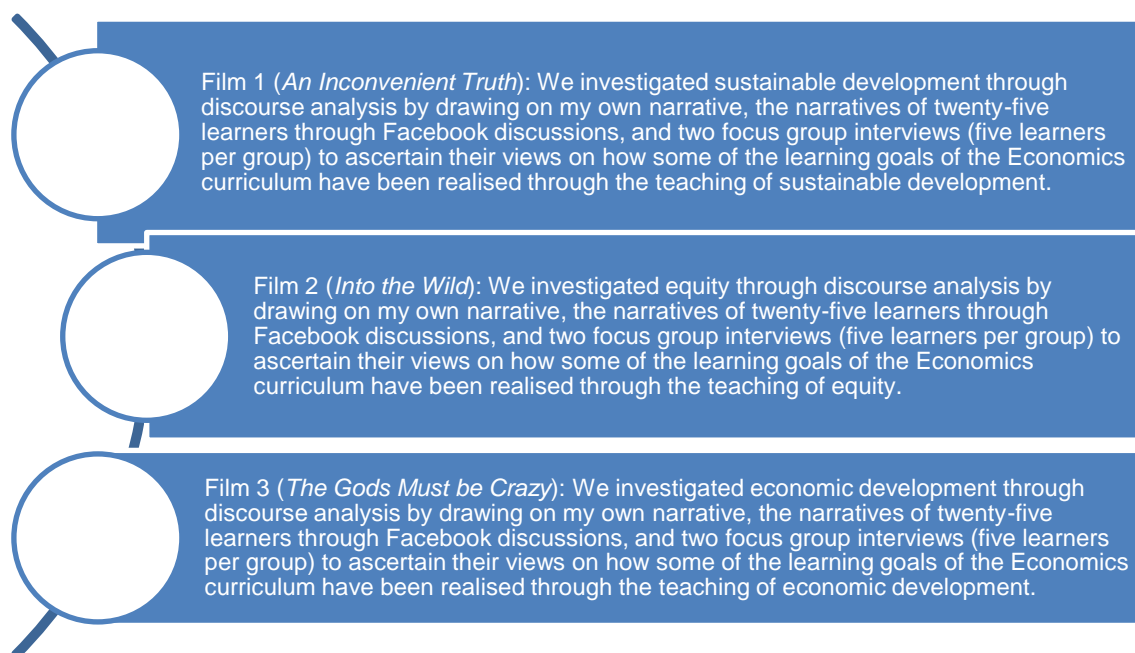 Film 1 (An Inconvenient Truth): We investigated sustainable development through
discourse analysis by drawing on my own narrative, the narratives of twenty-five
learners through Facebook discussions, and two focus group interviews (five learners
per group) to ascertain their views on how some of the learning goals of the Economics
curriculum have been realised through the teaching of sustainable development.
Film 2 (Into the Wild): We investigated equity through discourse analysis by
drawing on my own narrative, the narratives of twenty-five learners through
Facebook discussions, and two focus group interviews (five learners per group) to
ascertain their views on how some of the learning goals of the Economics
curriculum have been realised through the teaching of equity.
Film 3 (The Gods Must be Crazy): We investigated economic development through
discourse analysis by drawing on my own narrative, the narratives of twenty-five
learners through Facebook discussions, and two focus group interviews (five learners
per group) to ascertain their views on how some of the learning goals of the Economics
curriculum have been realised through the teaching of economic development.